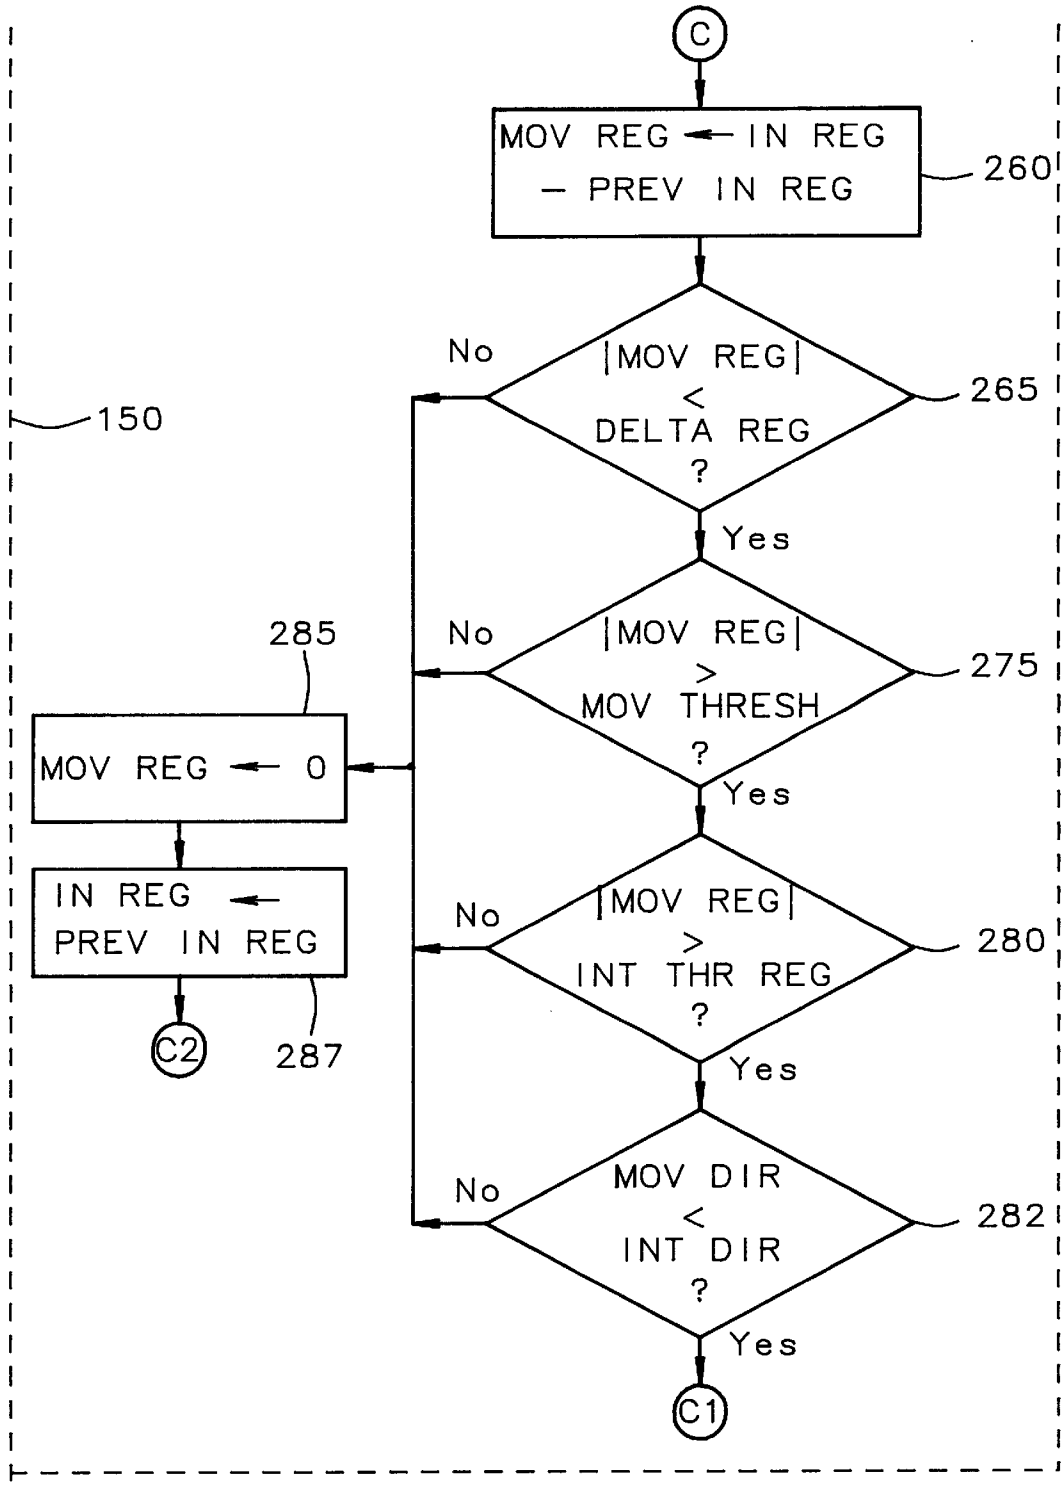 C
MOV REG ← IN REG
− PREV IN REG
260
No
|MOV REG|
<
DELTA REG
?
265
150
Yes
No
|MOV REG|
>
MOV THRESH
?
275
285
MOV REG ← 0
Yes
IN REG ←
PREV IN REG
No
|MOV REG|
>
INT THR REG
?
280
C2
287
Yes
No
MOV DIR
<
INT DIR
?
282
Yes
C1